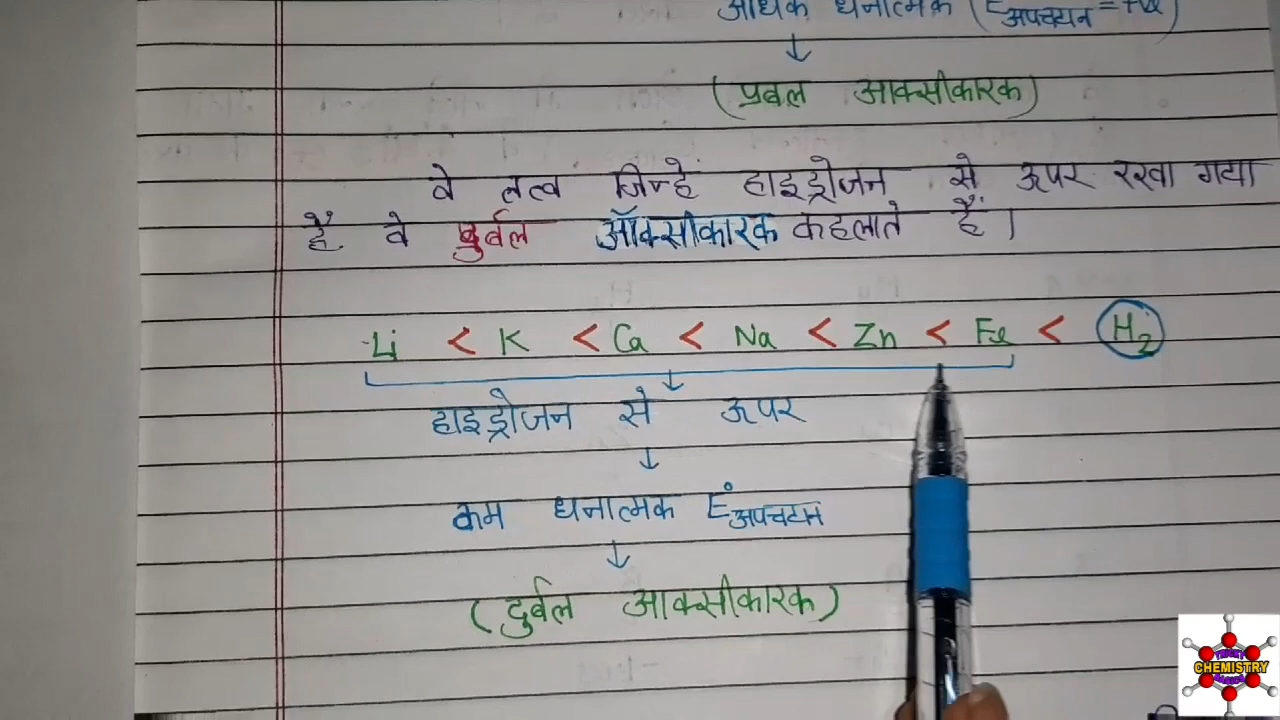 अधिक धनात्मक (E अपचयन = +ve)
↓
(प्रबल आक्सीकारक)
वे तत्व जिन्हे हाइड्रोजन से ऊपर रखा गया
हैं वे दुर्बल ऑक्सीकारक कहलाते हैं।
Li < K < Ca < Na < Zn < Fe < H₂
↓
हाइड्रोजन से ऊपर
↓
कम धनात्मक E° अपचयन
↓
(दुर्बल आक्सीकारक)
CHEMISTRY